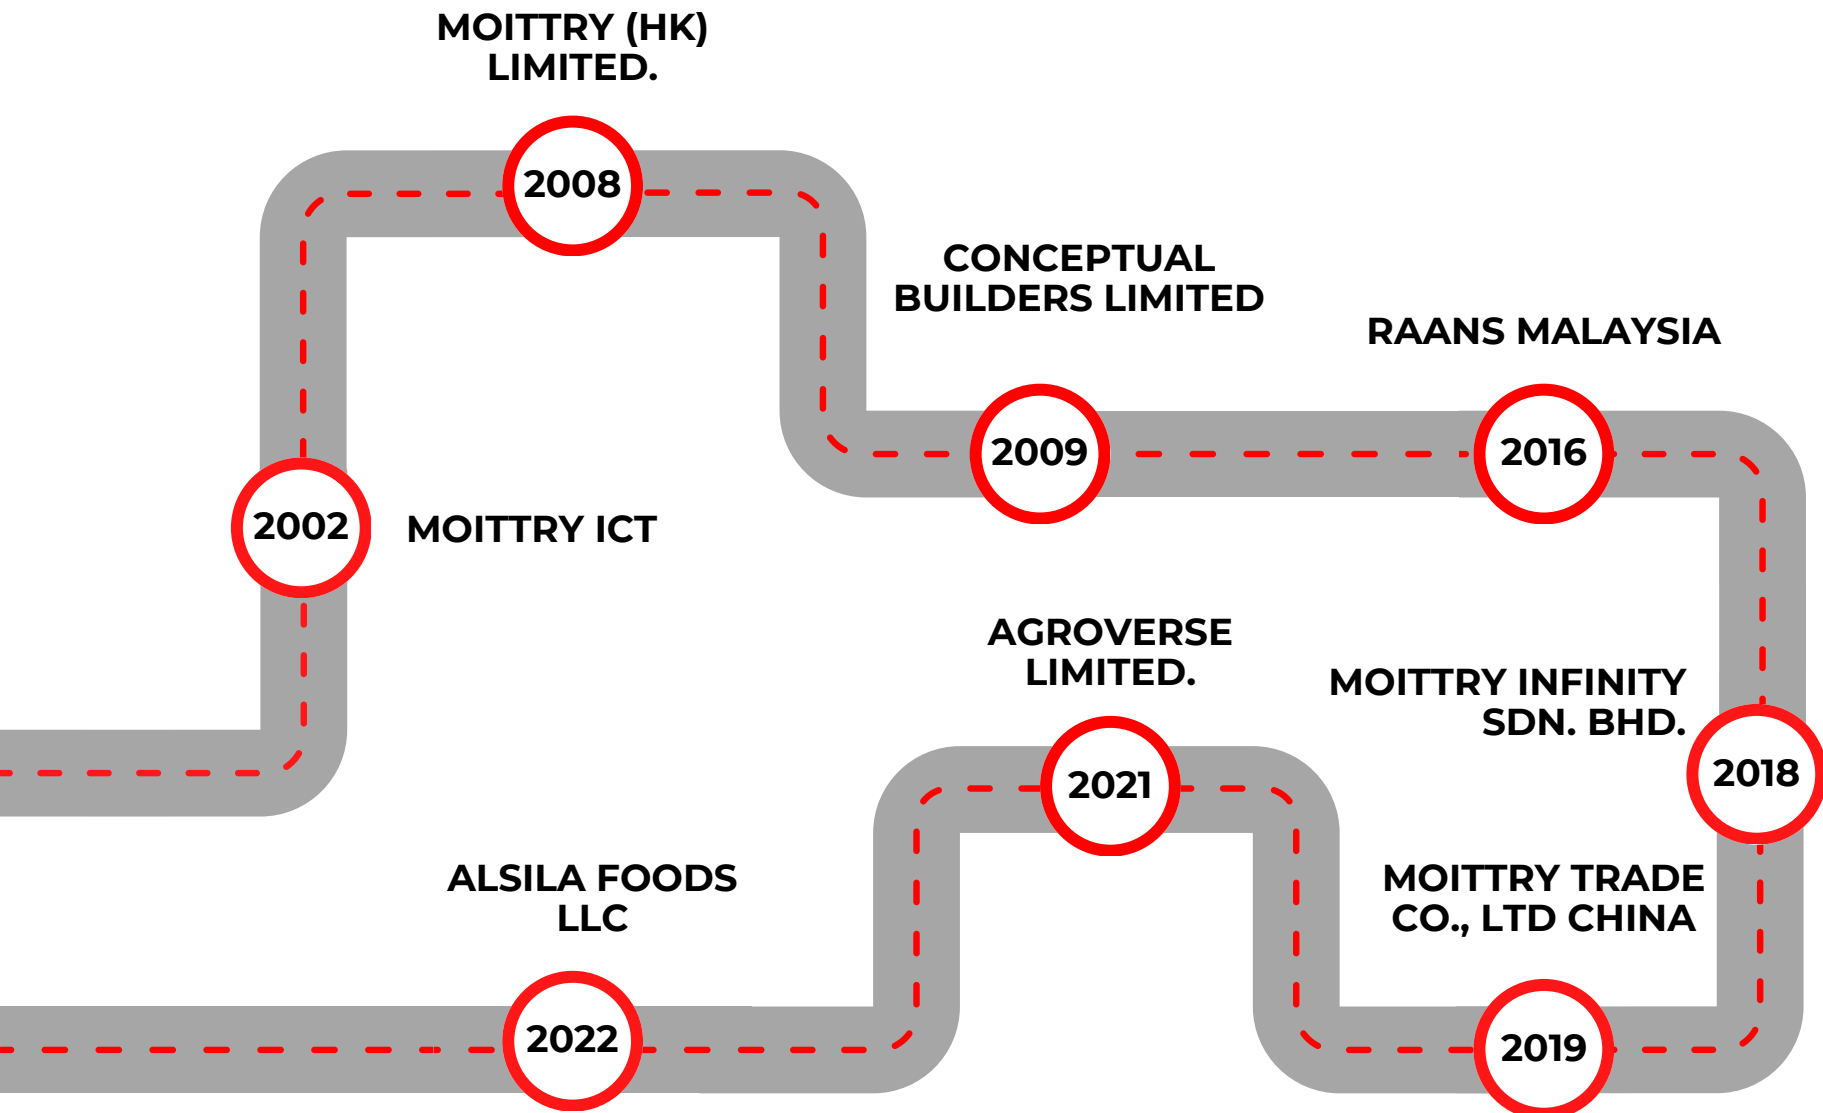 MOITTRY (HK)
LIMITED.
2008
CONCEPTUAL
BUILDERS LIMITED
RAANS MALAYSIA
2009
2016
2002
MOITTRY ICT
AGROVERSE
LIMITED.
MOITTRY INFINITY
SDN. BHD.
2021
2018
ALSILA FOODS
LLC
MOITTRY TRADE
CO., LTD CHINA
2022
2019